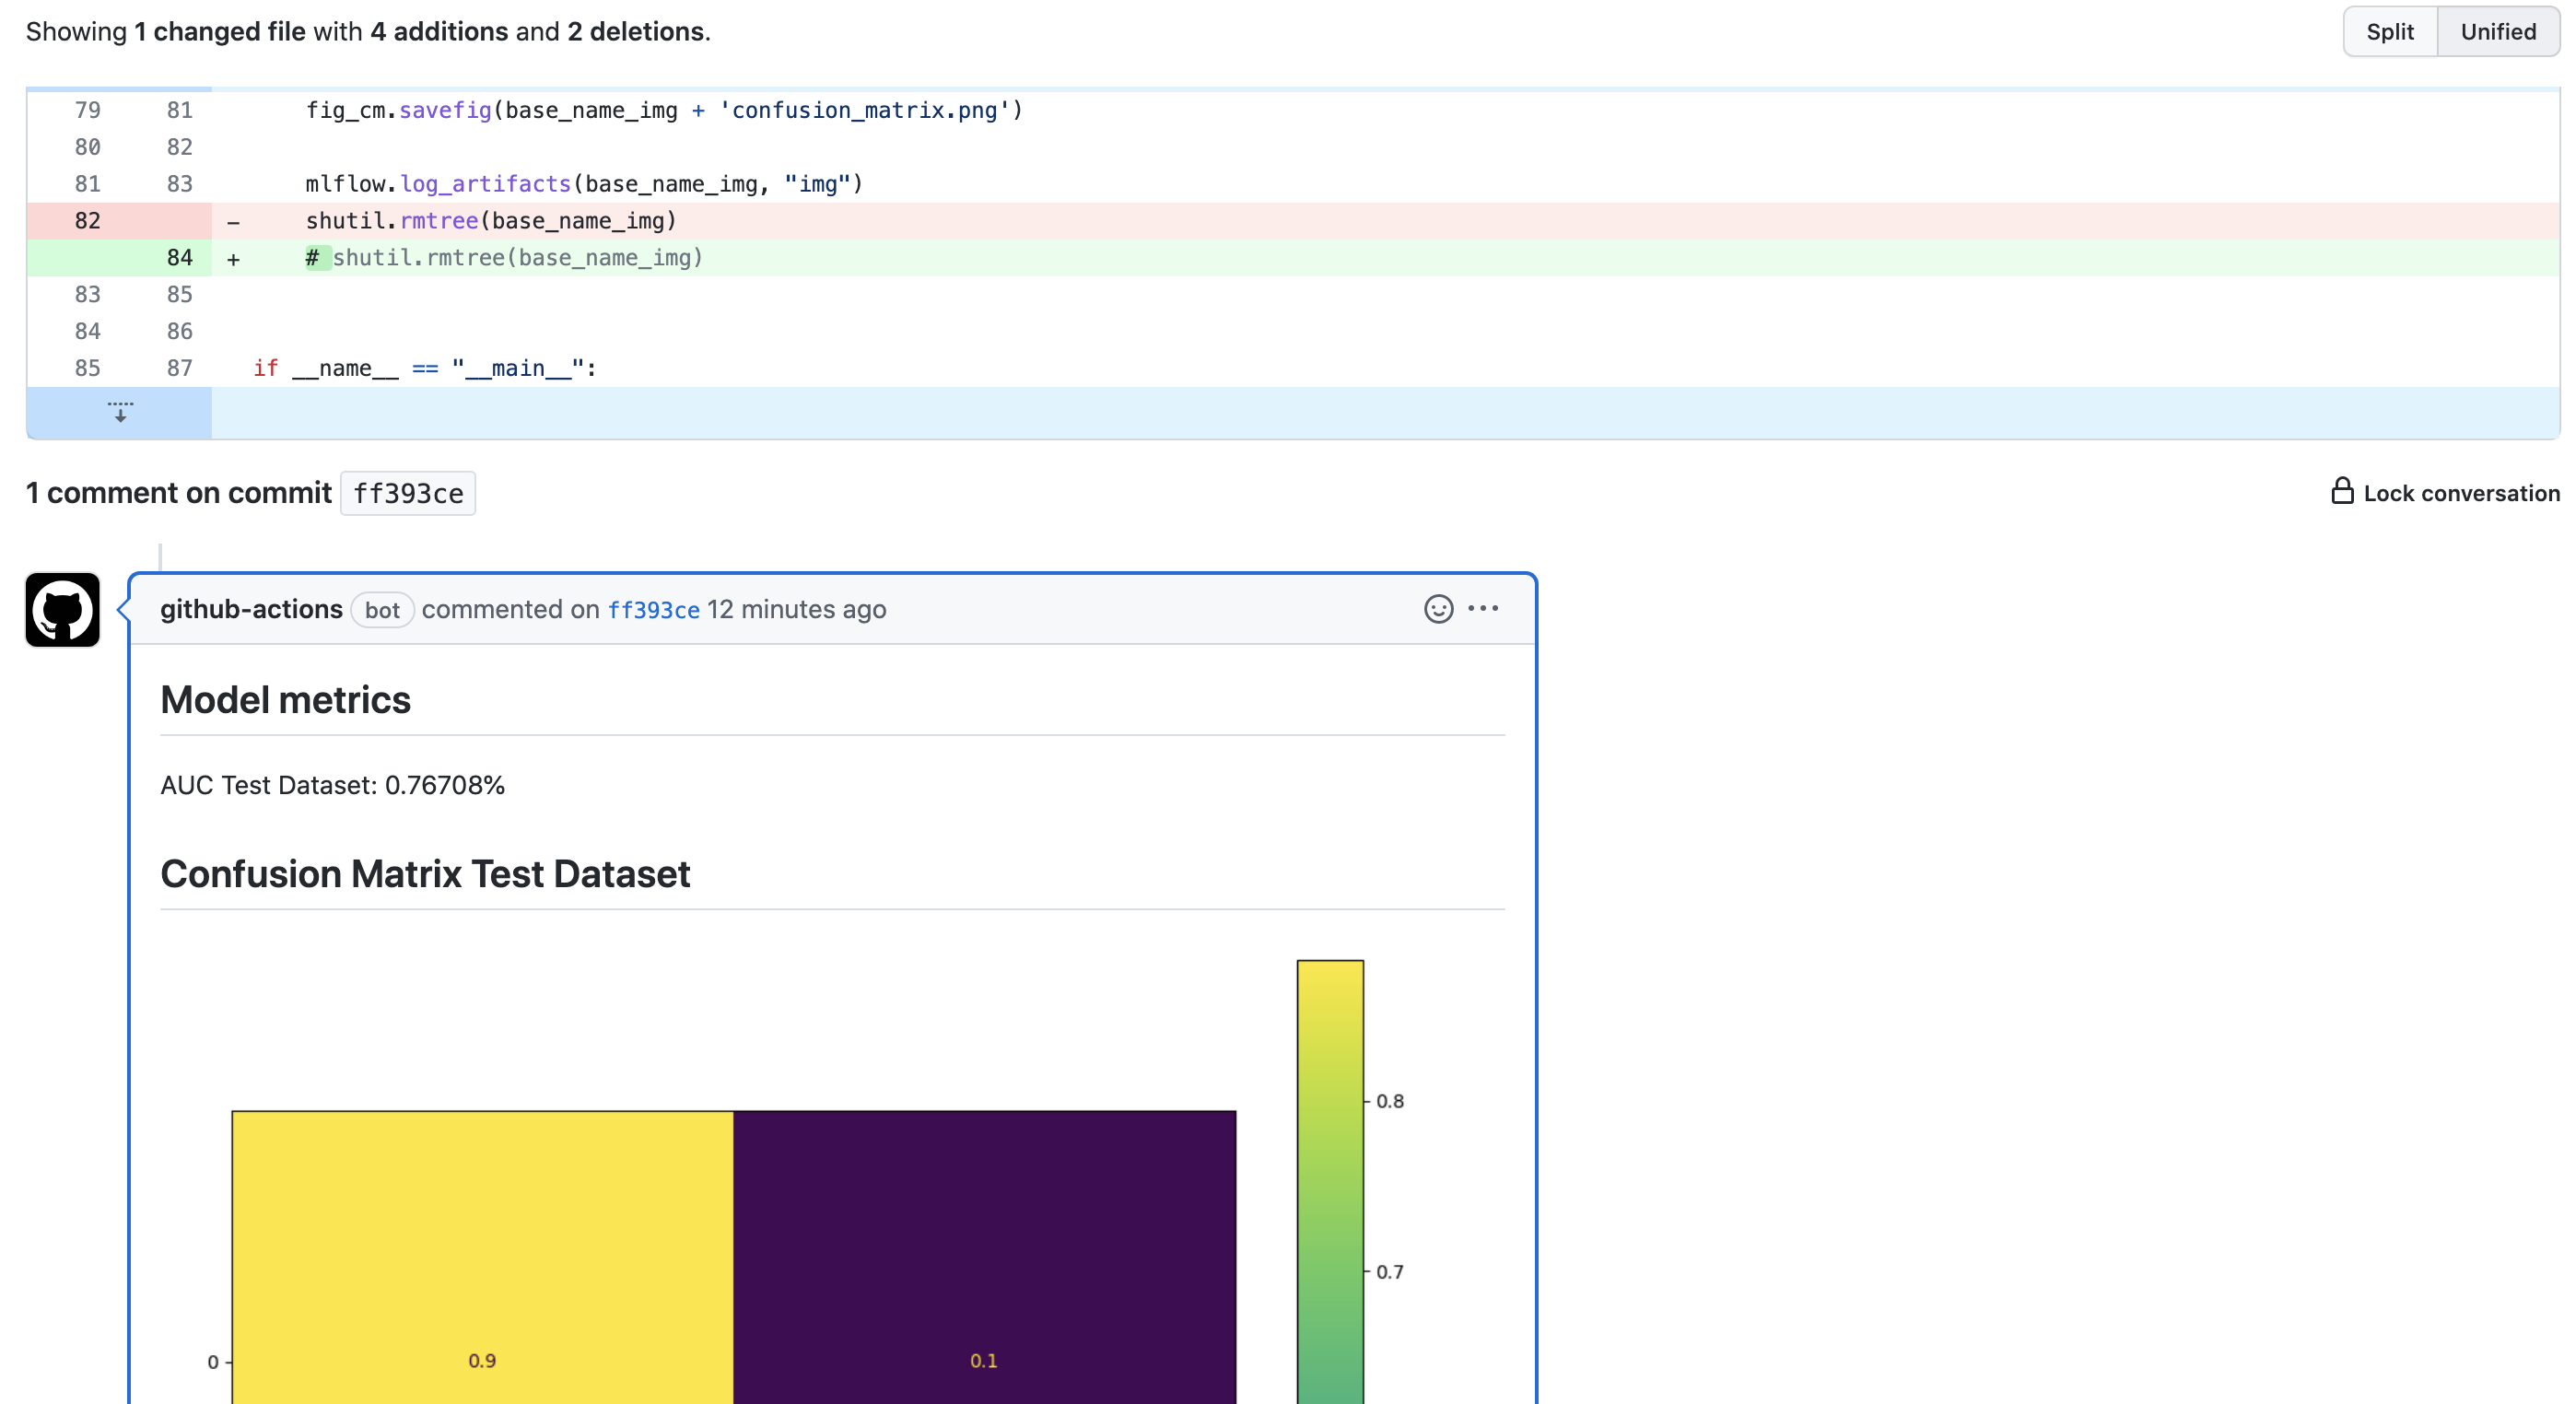 Showing 1 changed file with 4 additions and 2 deletions.
Split Unified
79 81 fig_cm.savefig(base_name_img + 'confusion_matrix.png')
80 82
81 83 mlflow.log_artifacts(base_name_img, "img")
82 - shutil.rmtree(base_name_img)
84 + # shutil.rmtree(base_name_img)
83 85
84 86
85 87 if __name__ == "__main__":
1 comment on commit ff393ce
Lock conversation
github-actions bot commented on ff393ce 12 minutes ago
Model metrics
AUC Test Dataset: 0.76708%
Confusion Matrix Test Dataset
0.8
0.7
0 0.9 0.1